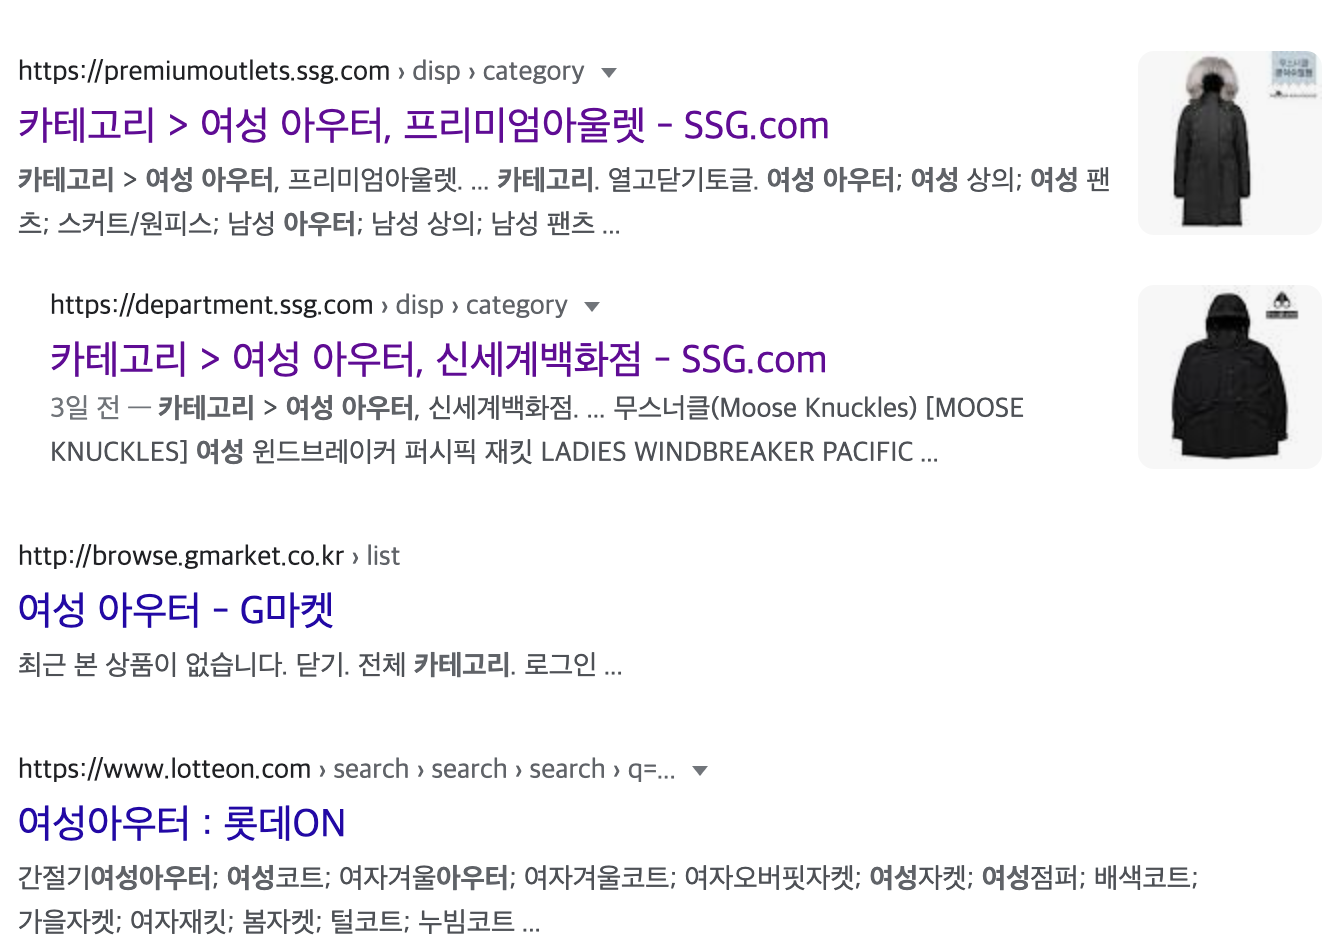 https://premiumoutlets.ssg.com › disp › category
카테고리 > 여성 아우터, 프리미엄아울렛 - SSG.com
카테고리 > 여성 아우터, 프리미엄아울렛. ... 카테고리. 열고닫기토글. 여성 아우터; 여성 상의; 여성 팬
츠; 스커트/원피스; 남성 아우터; 남성 상의; 남성 팬츠 ...
https://department.ssg.com › disp › category
카테고리 > 여성 아우터, 신세계백화점 - SSG.com
3일 전 — 카테고리 > 여성 아우터, 신세계백화점. ... 무스너클(Moose Knuckles) [MOOSE
KNUCKLES] 여성 윈드브레이커 퍼시픽 재킷 LADIES WINDBREAKER PACIFIC ...
http://browse.gmarket.co.kr › list
여성 아우터 - G마켓
최근 본 상품이 없습니다. 닫기. 전체 카테고리. 로그인 ...
https://www.lotteon.com › search › search › search › q=...
여성아우터 : 롯데ON
간절기여성아우터; 여성코트; 여자겨울아우터; 여자겨울코트; 여자오버핏자켓; 여성자켓; 여성점퍼; 배색코트;
가을자켓; 여자재킷; 봄자켓; 털코트; 누빔코트 ...